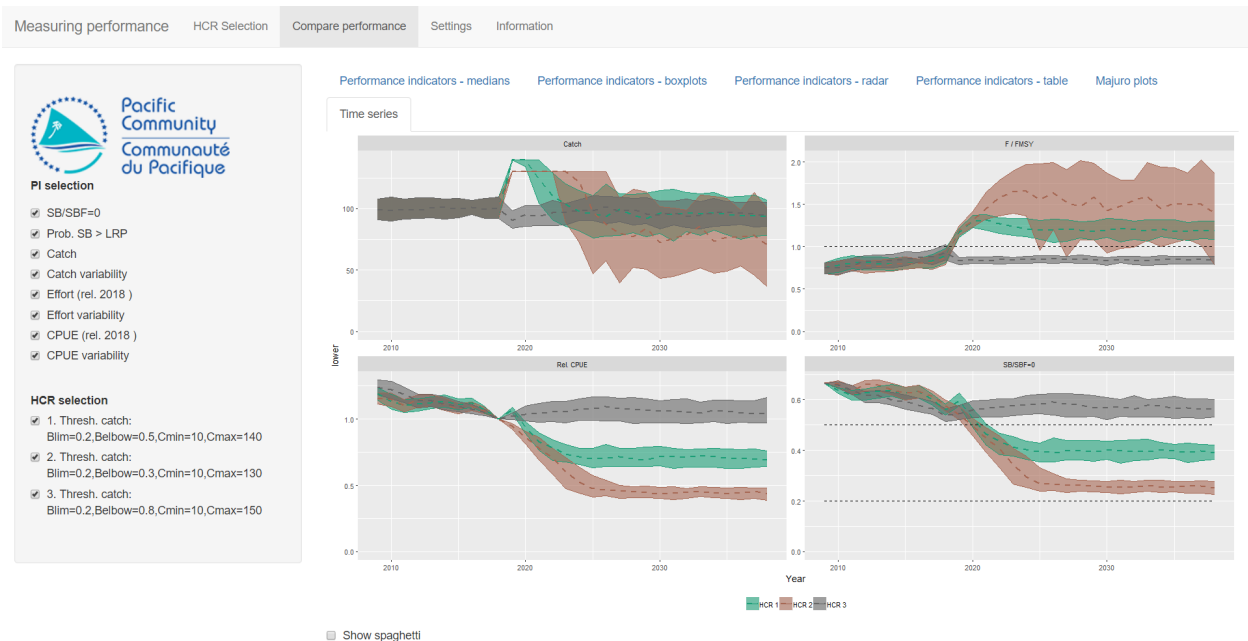 Measuring performance HCR Selection Compare performance Settings Information
Pacific
Community
Communauté
du Pacifique
PI selection
SB/SBF=0
Prob. SB > LRP
Catch
Catch variability
Effort (rel. 2018 )
Effort variability
CPUE (rel. 2018 )
CPUE variability
HCR selection
1. Thresh. catch:
Blim=0.2,Belbow=0.5,Cmin=10,Cmax=140
2. Thresh. catch:
Blim=0.2,Belbow=0.3,Cmin=10,Cmax=130
3. Thresh. catch:
Blim=0.2,Belbow=0.8,Cmin=10,Cmax=150
Performance indicators - medians Performance indicators - boxplots Performance indicators - radar Performance indicators - table Majuro plots
Time series
Catch
100
50
0
2010 2020 2030
F / FMSY
2.0
1.5
1.0
0.5
0.0
2010 2020 2030
lower
Rel. CPUE
1.0
0.5
0.0
2010 2020 2030
SB/SBF=0
0.6
0.4
0.2
0.0
2010 2020 2030
Year
HCR 1 HCR 2 HCR 3
Show spaghetti